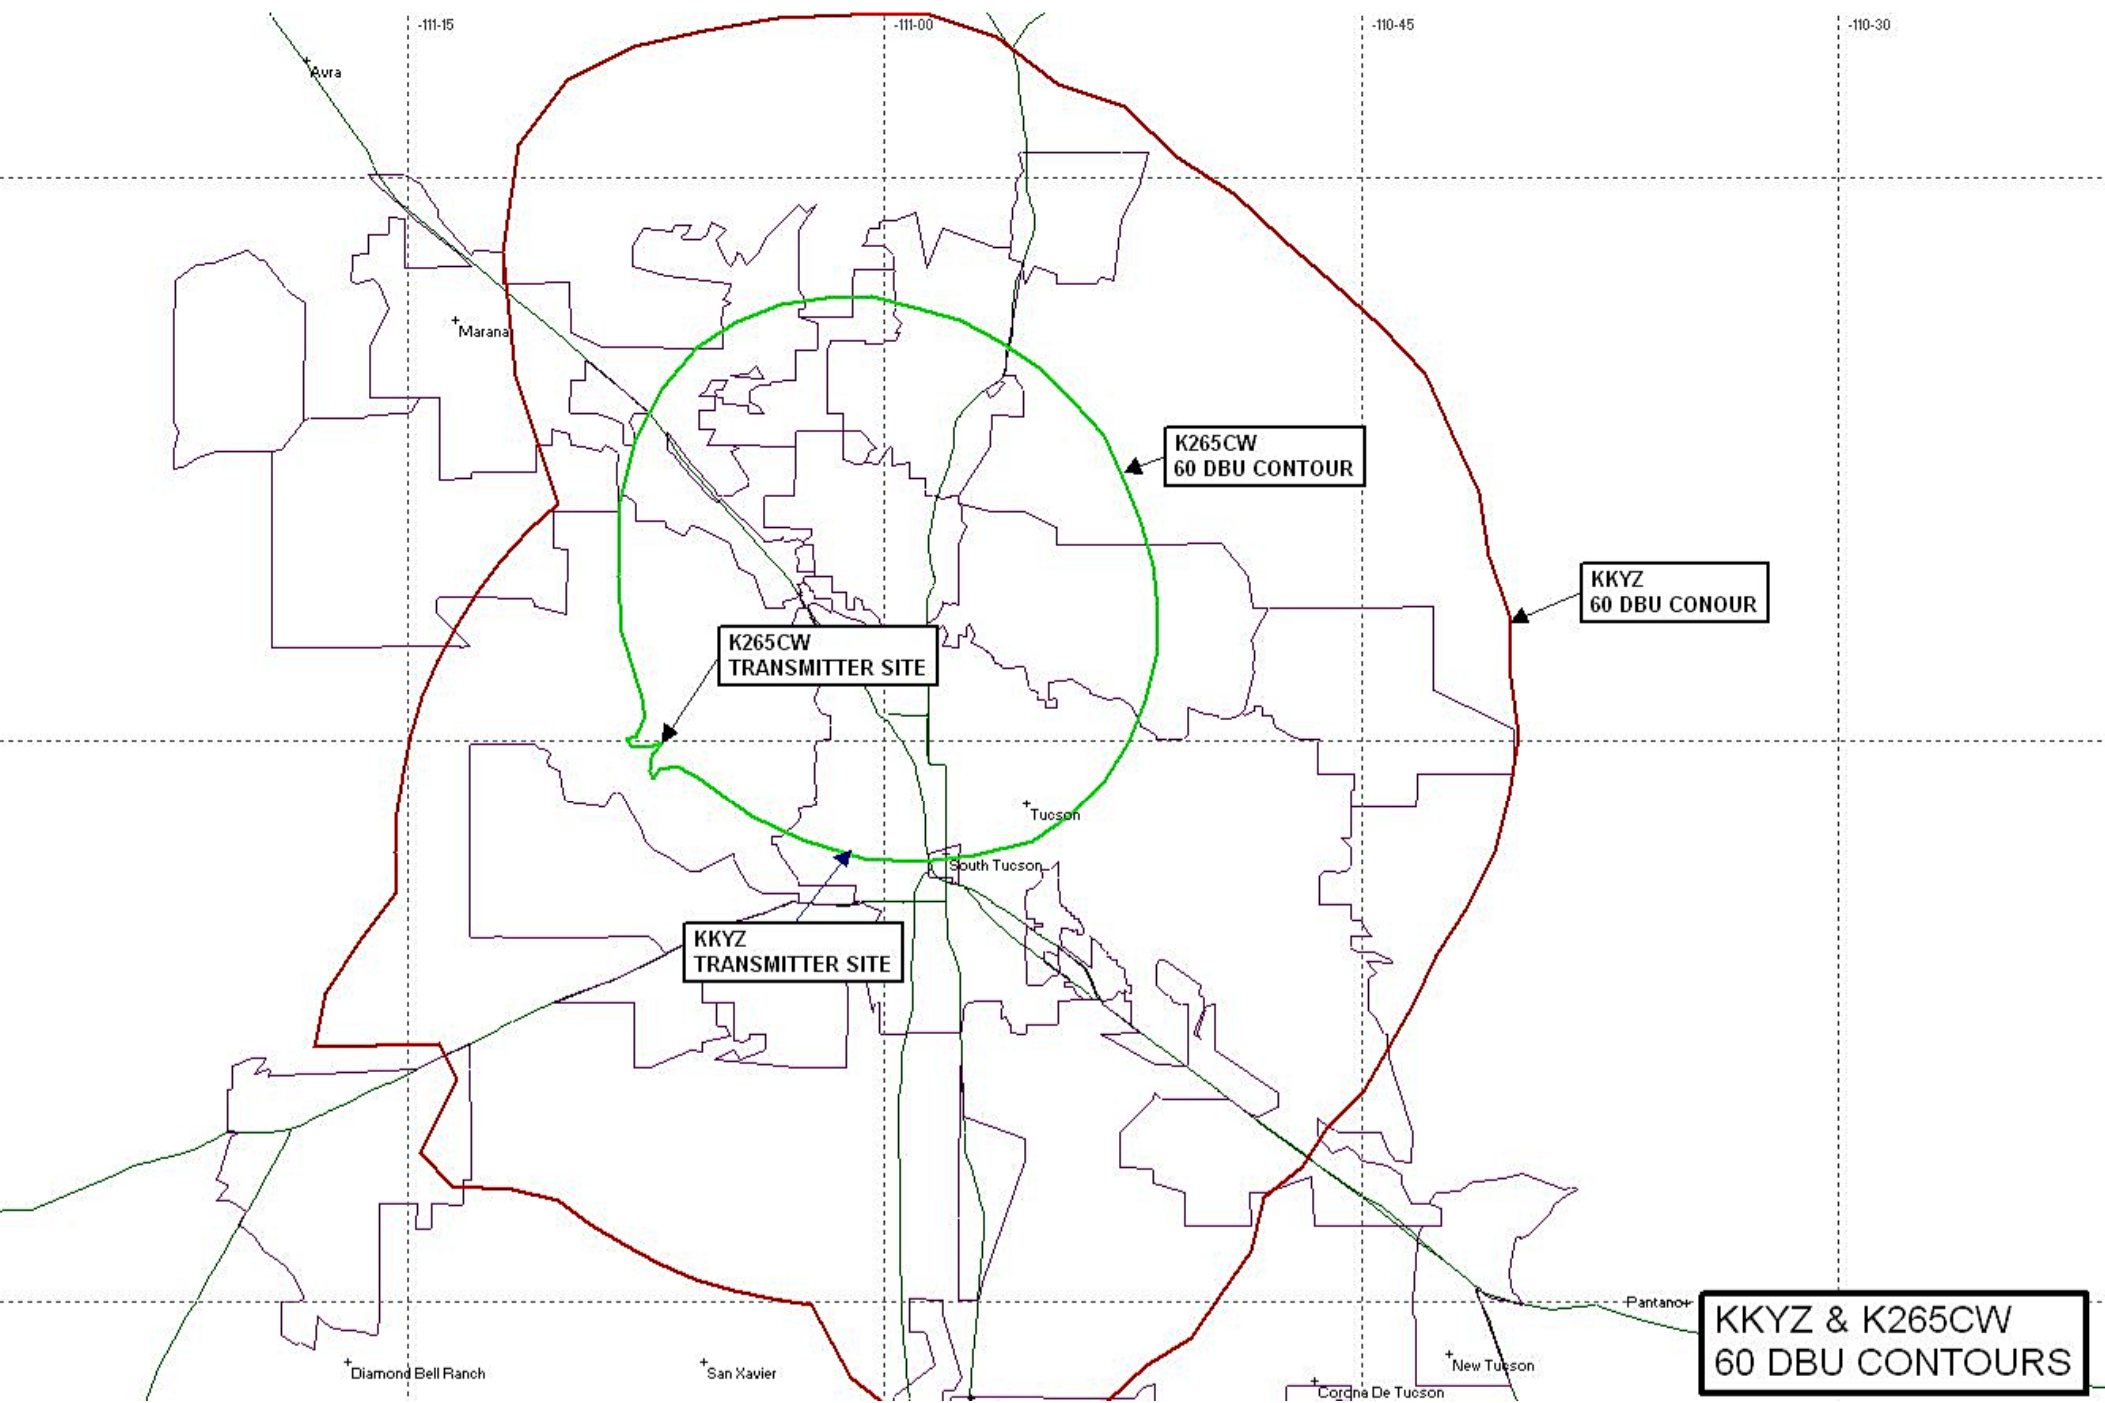 -111-15
-111-00
-110-45
-110-30
Avra
Marana
K265CW
60 DBU CONTOUR
KKYZ
60 DBU CONOUR
K265CW
TRANSMITTER SITE
Tucson
South Tucson
KKYZ
TRANSMITTER SITE
Pantano
KKYZ & K265CW
60 DBU CONTOURS
Diamond Bell Ranch
San Xavier
New Tucson
Corona De Tucson